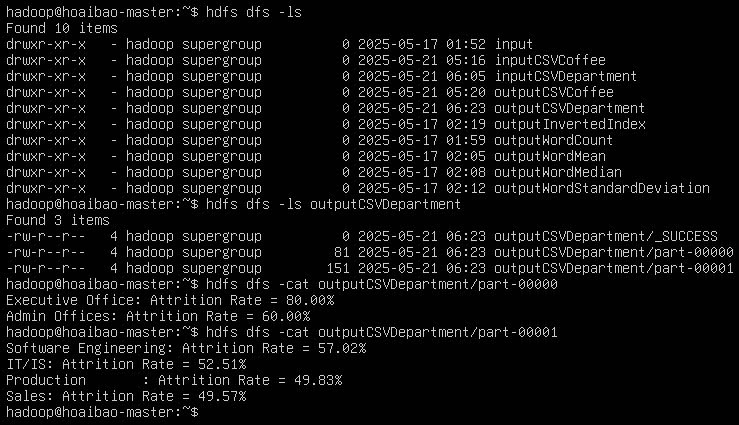 hadoop@hoaibao-master:~$ hdfs dfs -ls
Found 10 items
drwxr-xr-x   - hadoop supergroup          0 2025-05-17 01:52 input
drwxr-xr-x   - hadoop supergroup          0 2025-05-21 05:16 inputCSVCoffee
drwxr-xr-x   - hadoop supergroup          0 2025-05-21 06:05 inputCSVDepartment
drwxr-xr-x   - hadoop supergroup          0 2025-05-21 05:20 outputCSVCoffee
drwxr-xr-x   - hadoop supergroup          0 2025-05-21 06:23 outputCSVDepartment
drwxr-xr-x   - hadoop supergroup          0 2025-05-17 02:19 outputInvertedIndex
drwxr-xr-x   - hadoop supergroup          0 2025-05-17 01:59 outputWordCount
drwxr-xr-x   - hadoop supergroup          0 2025-05-17 02:05 outputWordMean
drwxr-xr-x   - hadoop supergroup          0 2025-05-17 02:08 outputWordMedian
drwxr-xr-x   - hadoop supergroup          0 2025-05-17 02:12 outputWordStandardDeviation
hadoop@hoaibao-master:~$ hdfs dfs -ls outputCSVDepartment
Found 3 items
-rw-r--r--   4 hadoop supergroup          0 2025-05-21 06:23 outputCSVDepartment/_SUCCESS
-rw-r--r--   4 hadoop supergroup         81 2025-05-21 06:23 outputCSVDepartment/part-00000
-rw-r--r--   4 hadoop supergroup        151 2025-05-21 06:23 outputCSVDepartment/part-00001
hadoop@hoaibao-master:~$ hdfs dfs -cat outputCSVDepartment/part-00000
Executive Office: Attrition Rate = 80.00%
Admin Offices: Attrition Rate = 60.00%
hadoop@hoaibao-master:~$ hdfs dfs -cat outputCSVDepartment/part-00001
Software Engineering: Attrition Rate = 57.02%
IT/IS: Attrition Rate = 52.51%
Production       : Attrition Rate = 49.83%
Sales: Attrition Rate = 49.57%
hadoop@hoaibao-master:~$